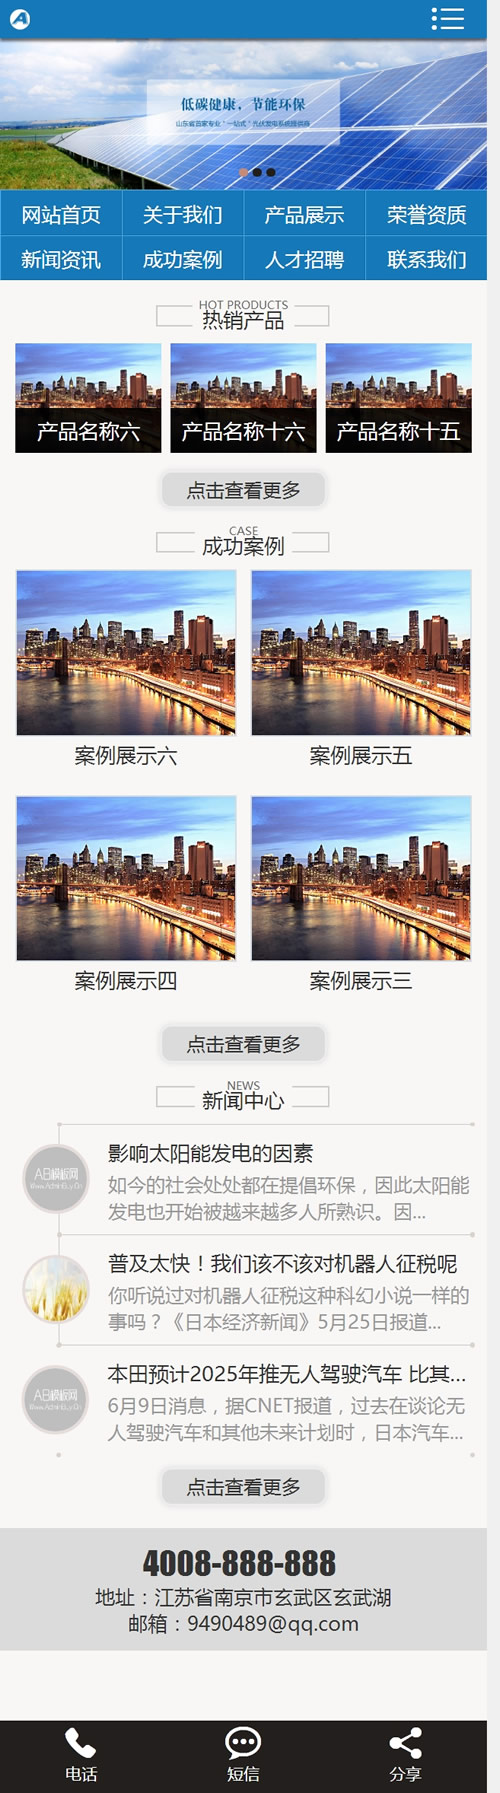 A
低碳健康，节能环保
山东省首家专业“一站式”光伏发电系统提供商
网站首页 关于我们 产品展示 荣誉资质
新闻资讯 成功案例 人才招聘 联系我们
HOT PRODUCTS
热销产品
产品名称六 产品名称十六 产品名称十五
点击查看更多
CASE
成功案例
案例展示六 案例展示五
案例展示四 案例展示三
点击查看更多
NEWS
新闻中心
影响太阳能发电的因素
AB模板网
Www.AdminBuy.Cn
如今的社会处处都在提倡环保，因此太阳能
发电也开始被越来越多人所熟识。因...
普及太快！我们该不该对机器人征税呢
你听说过对机器人征税这种科幻小说一样的
事吗？《日本经济新闻》5月25日报道...
本田预计2025年推无人驾驶汽车 比其...
AB模板网
Www.AdminBuy.Cn
6月9日消息，据CNET报道，过去在谈论无
人驾驶汽车和其他未来计划时，日本汽车...
点击查看更多
4008-888-888
地址：江苏省南京市玄武区玄武湖
邮箱：9490489@qq.com
电话 短信 分享